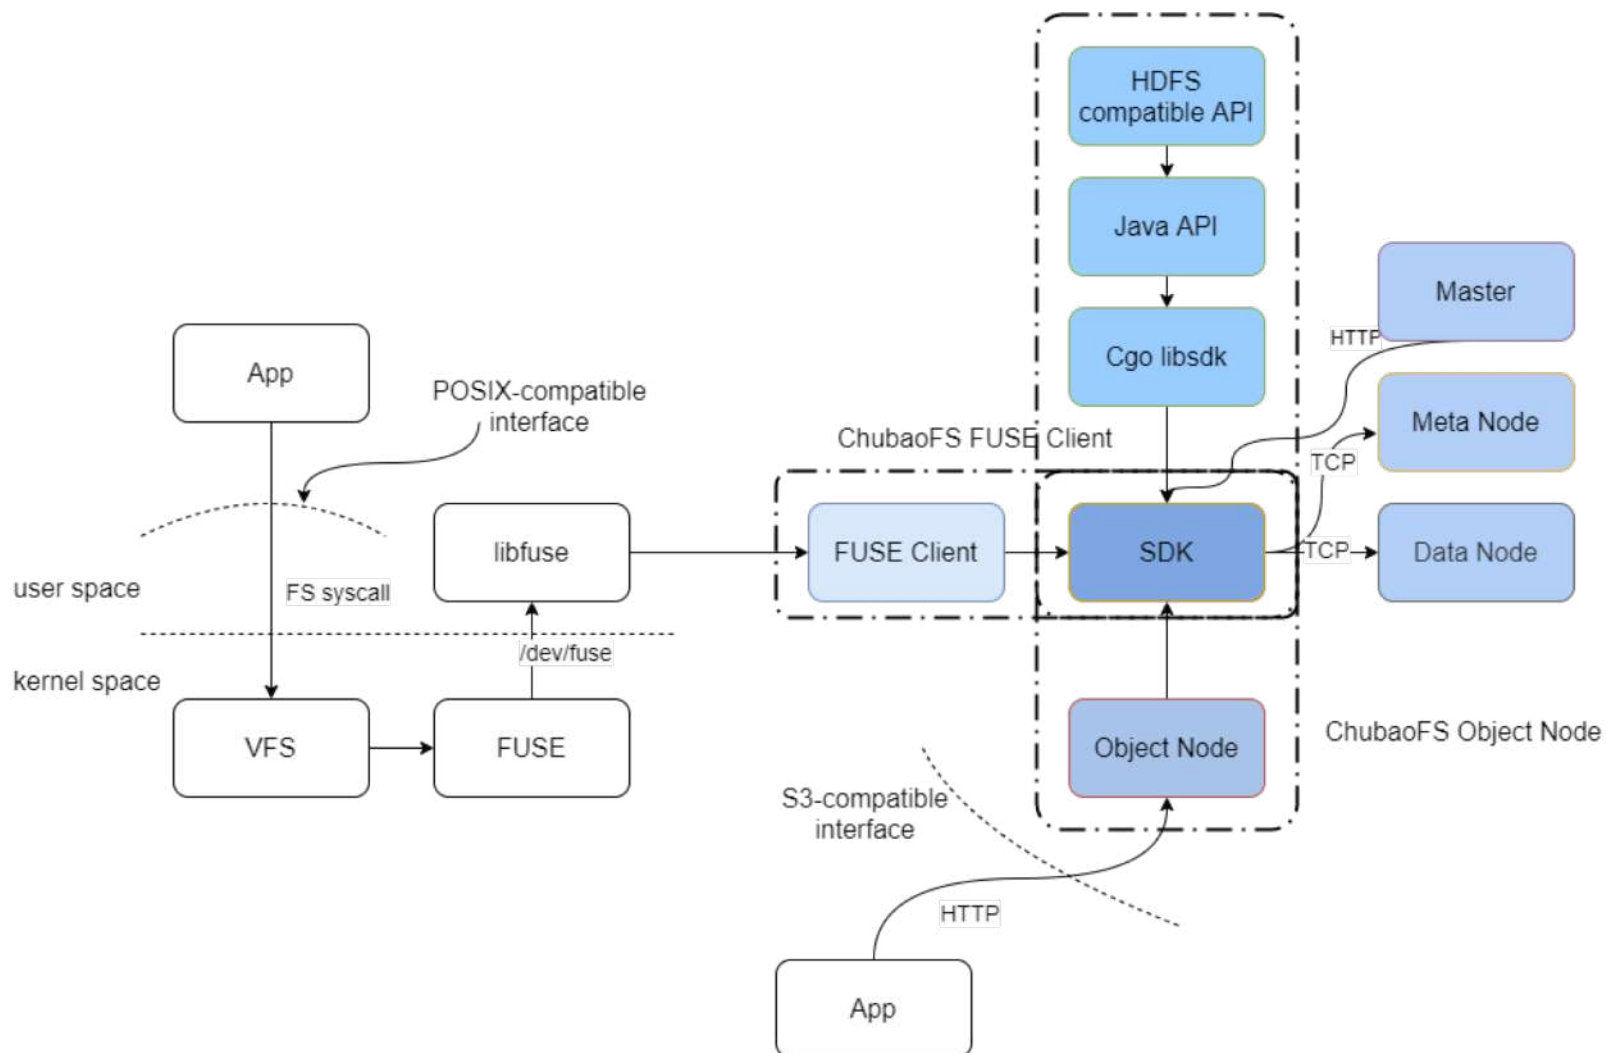 HDFS
compatible API
Java API
Master
HTTP
App
Cgo libsdk
POSIX-compatible
interface
Meta Node
ChubaoFS FUSE Client
TCP
libfuse
FUSE Client
SDK
TCP
Data Node
user space
FS syscall
/dev/fuse
kernel space
VFS
FUSE
Object Node
ChubaoFS Object Node
S3-compatible
interface
HTTP
App